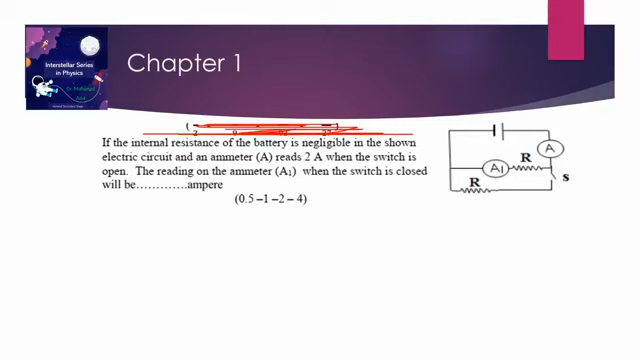 Interstellar Series
in Physics
Chapter 1
If the internal resistance of the battery is negligible in the shown
electric circuit and an ammeter (A) reads 2 A when the switch is
open. The reading on the ammeter (A₁) when the switch is closed
will be.............ampere
(0.5 –1 –2 – 4)
A
R
A₁
R
S